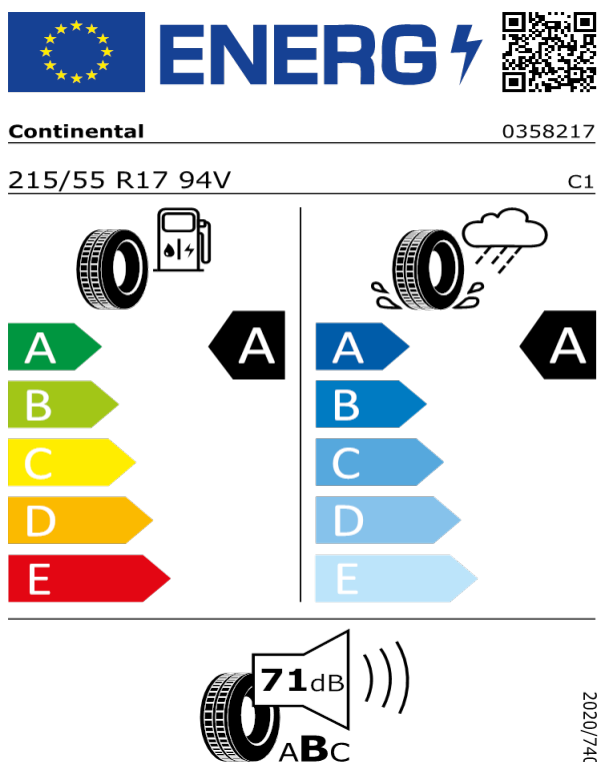 ENERG
Continental 0358217
215/55 R17 94V C1
A A A A
B B
C C
D D
E E
71dB
ABC
2020/740